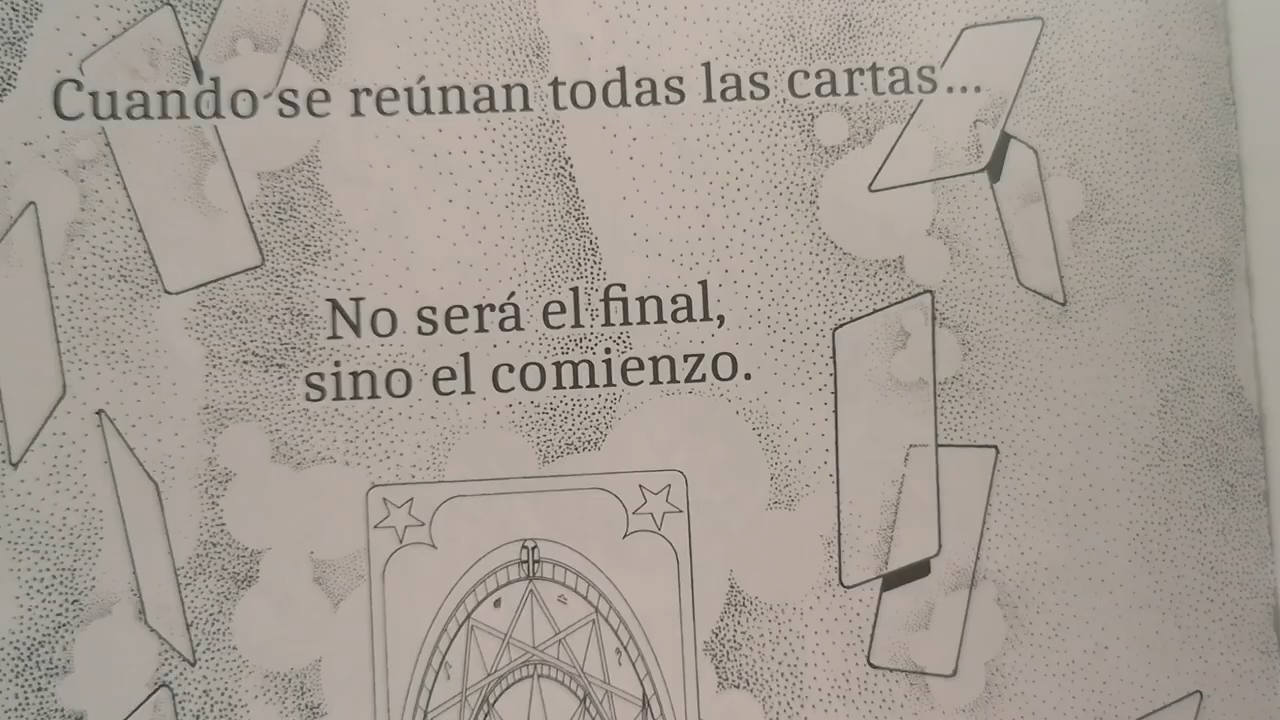 Cuando se reúnan todas las cartas...
No será el final,
sino el comienzo.